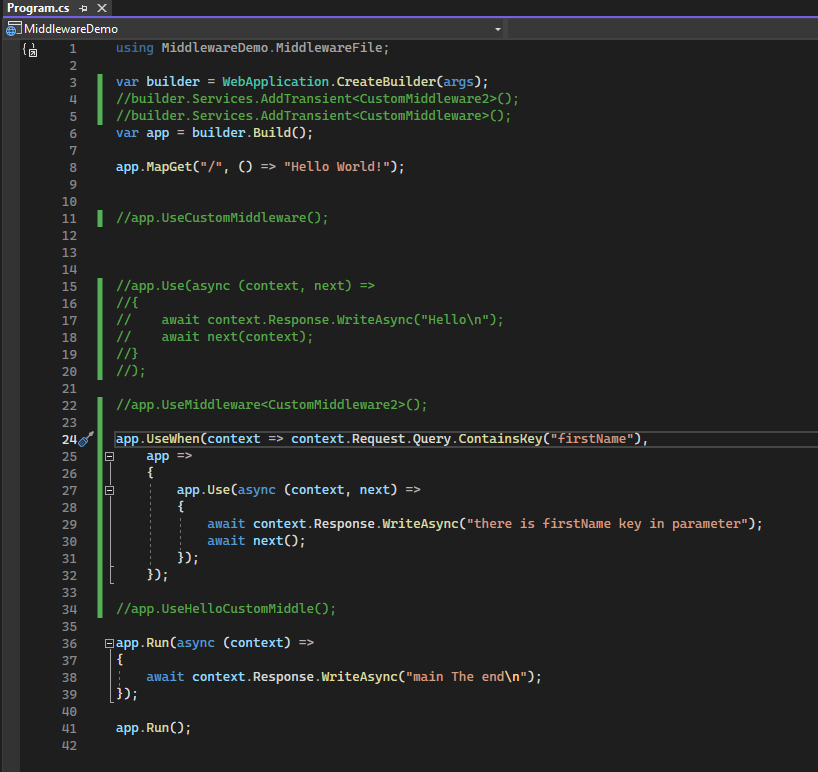 Program.cs
MiddlewareDemo
1 using MiddlewareDemo.MiddlewareFile;
2
3 var builder = WebApplication.CreateBuilder(args);
4 //builder.Services.AddTransient<CustomMiddleware2>();
5 //builder.Services.AddTransient<CustomMiddleware>();
6 var app = builder.Build();
7
8 app.MapGet("/", () => "Hello World!");
9
10
11 //app.UseCustomMiddleware();
12
13
14
15 //app.Use(async (context, next) =>
16 //{
17 //    await context.Response.WriteAsync("Hello\n");
18 //    await next(context);
19 //}
20 //);
21
22 //app.UseMiddleware<CustomMiddleware2>();
23
24 app.UseWhen(context => context.Request.Query.ContainsKey("firstName"),
25     app =>
26     {
27         app.Use(async (context, next) =>
28         {
29             await context.Response.WriteAsync("there is firstName key in parameter");
30             await next();
31         });
32     });
33
34 //app.UseHelloCustomMiddle();
35
36 app.Run(async (context) =>
37 {
38     await context.Response.WriteAsync("main The end\n");
39 });
40
41 app.Run();
42